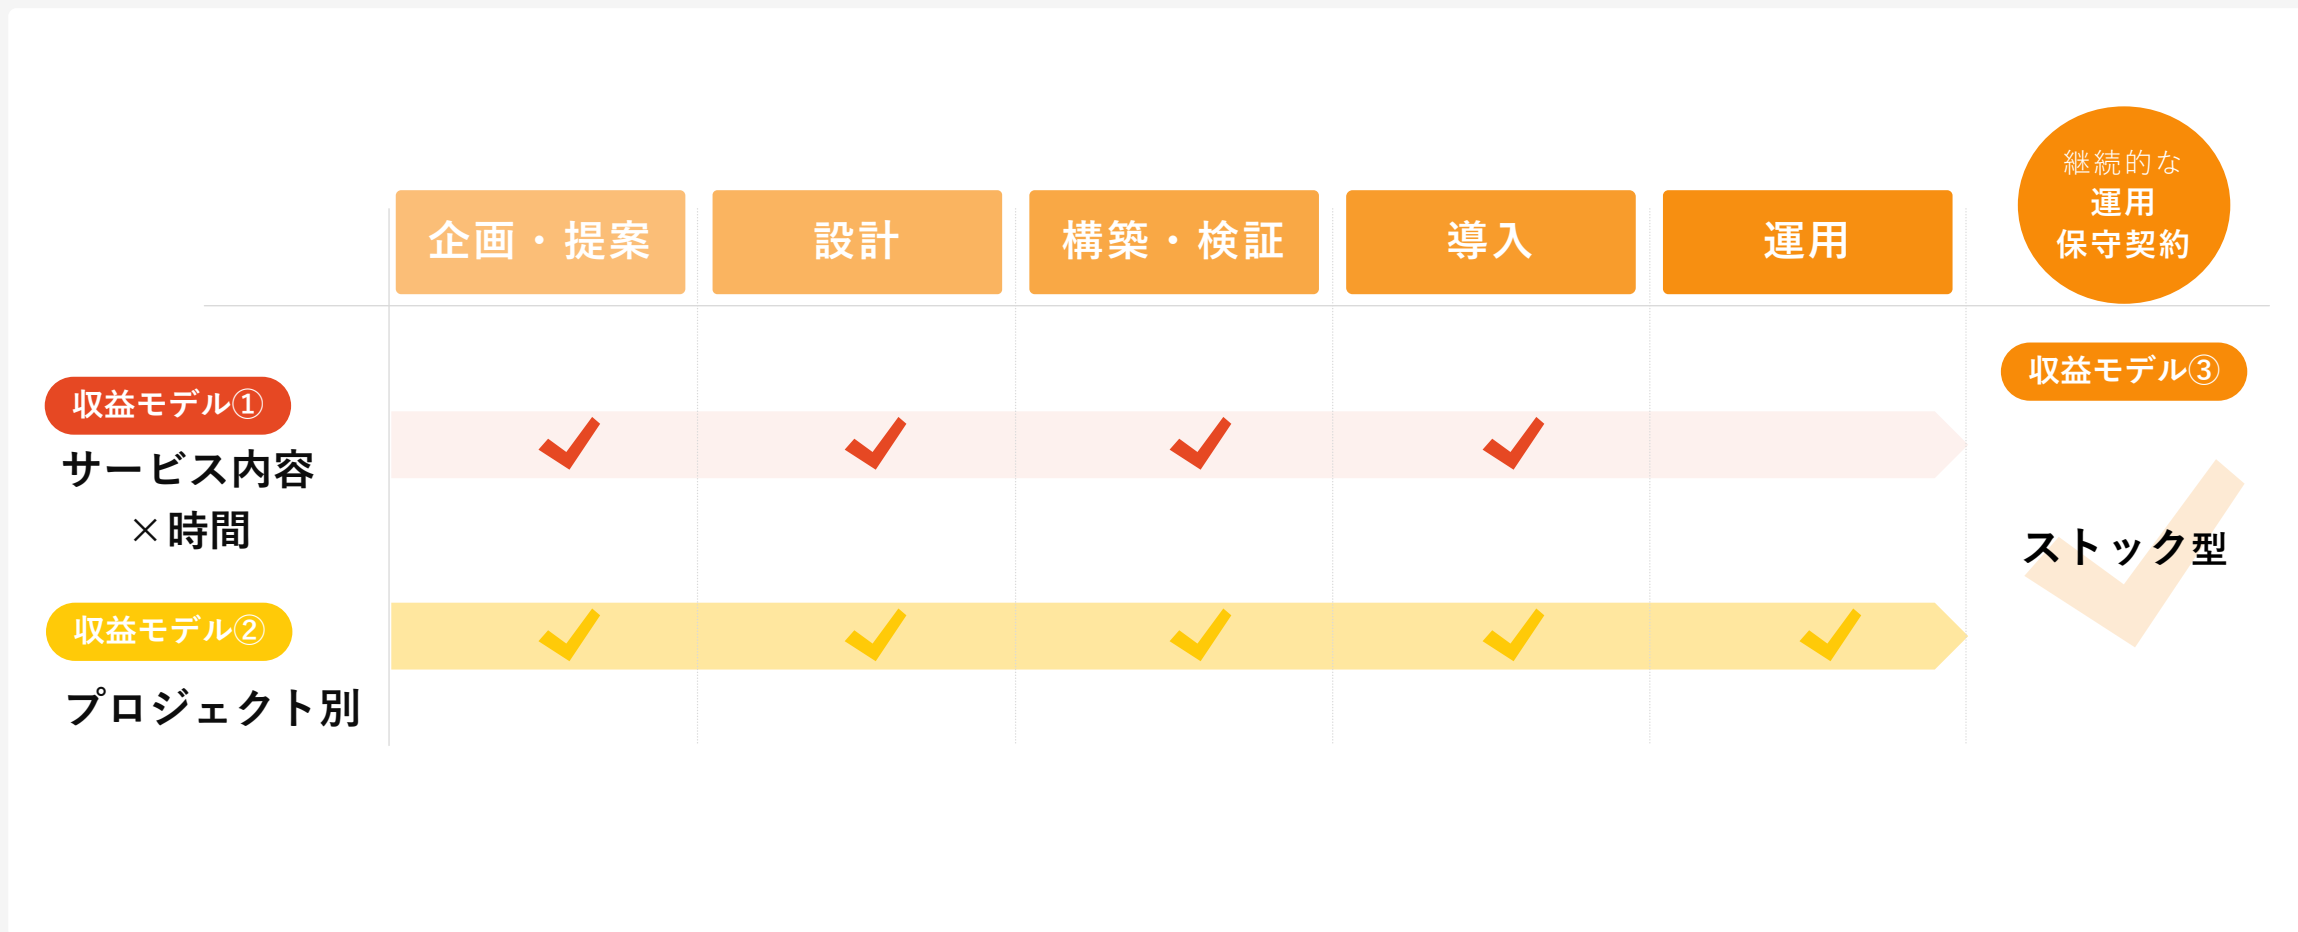 企画・提案
設計
構築・検証
導入
運用
継続的な
運用
保守契約
収益モデル①
サービス内容
×時間
収益モデル②
プロジェクト別
収益モデル③
ストック型